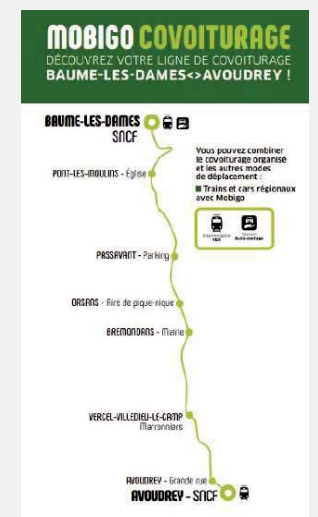 MOBIGO COVOITURAGE
DÉCOUVREZ VOTRE LIGNE DE COVOITURAGE
BAUME-LES-DAMES<>AVOUDREY !
BAUME-LES-DAMES
SNCF
Vous pouvez combiner
le covoiturage organisé
et les autres modes
de déplacement :
Trains et cars régionaux
avec Mobigo
PONT-LES-MOULINS - Église
PASSAVANT - Parking
ORSANS - Aire de pique-nique
BREMONDANS - Mairie
VERCEL-VILLEDIEU-LE-CAMP
Marronniers
AVOUDREY - Grande rue
AVOUDREY - SNCF